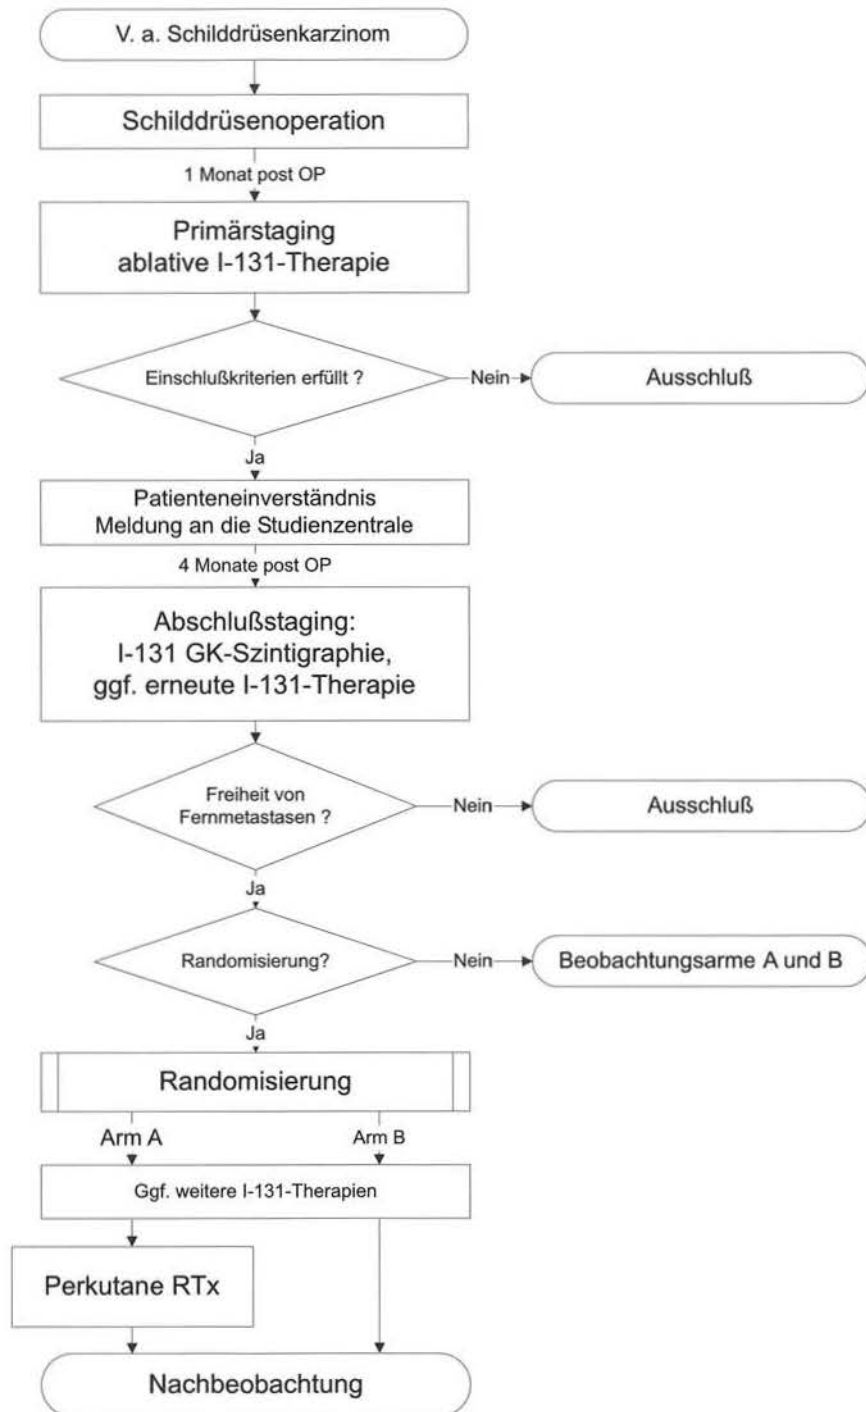 V. a. Schilddrüsenkarzinom
Schilddrüsenoperation
1 Monat post OP
Primärstaging
ablative I-131-Therapie
Einschlußkriterien erfüllt ?
Nein
Ausschluß
Ja
Patienteneinverständnis
Meldung an die Studienzentrale
4 Monate post OP
Abschlußstaging:
I-131 GK-Szintigraphie,
ggf. erneute I-131-Therapie
Freiheit von
Fernmetastasen ?
Nein
Ausschluß
Ja
Randomisierung?
Nein
Beobachtungsarme A und B
Ja
Randomisierung
Arm A
Arm B
Ggf. weitere I-131-Therapien
Perkutane RTx
Nachbeobachtung